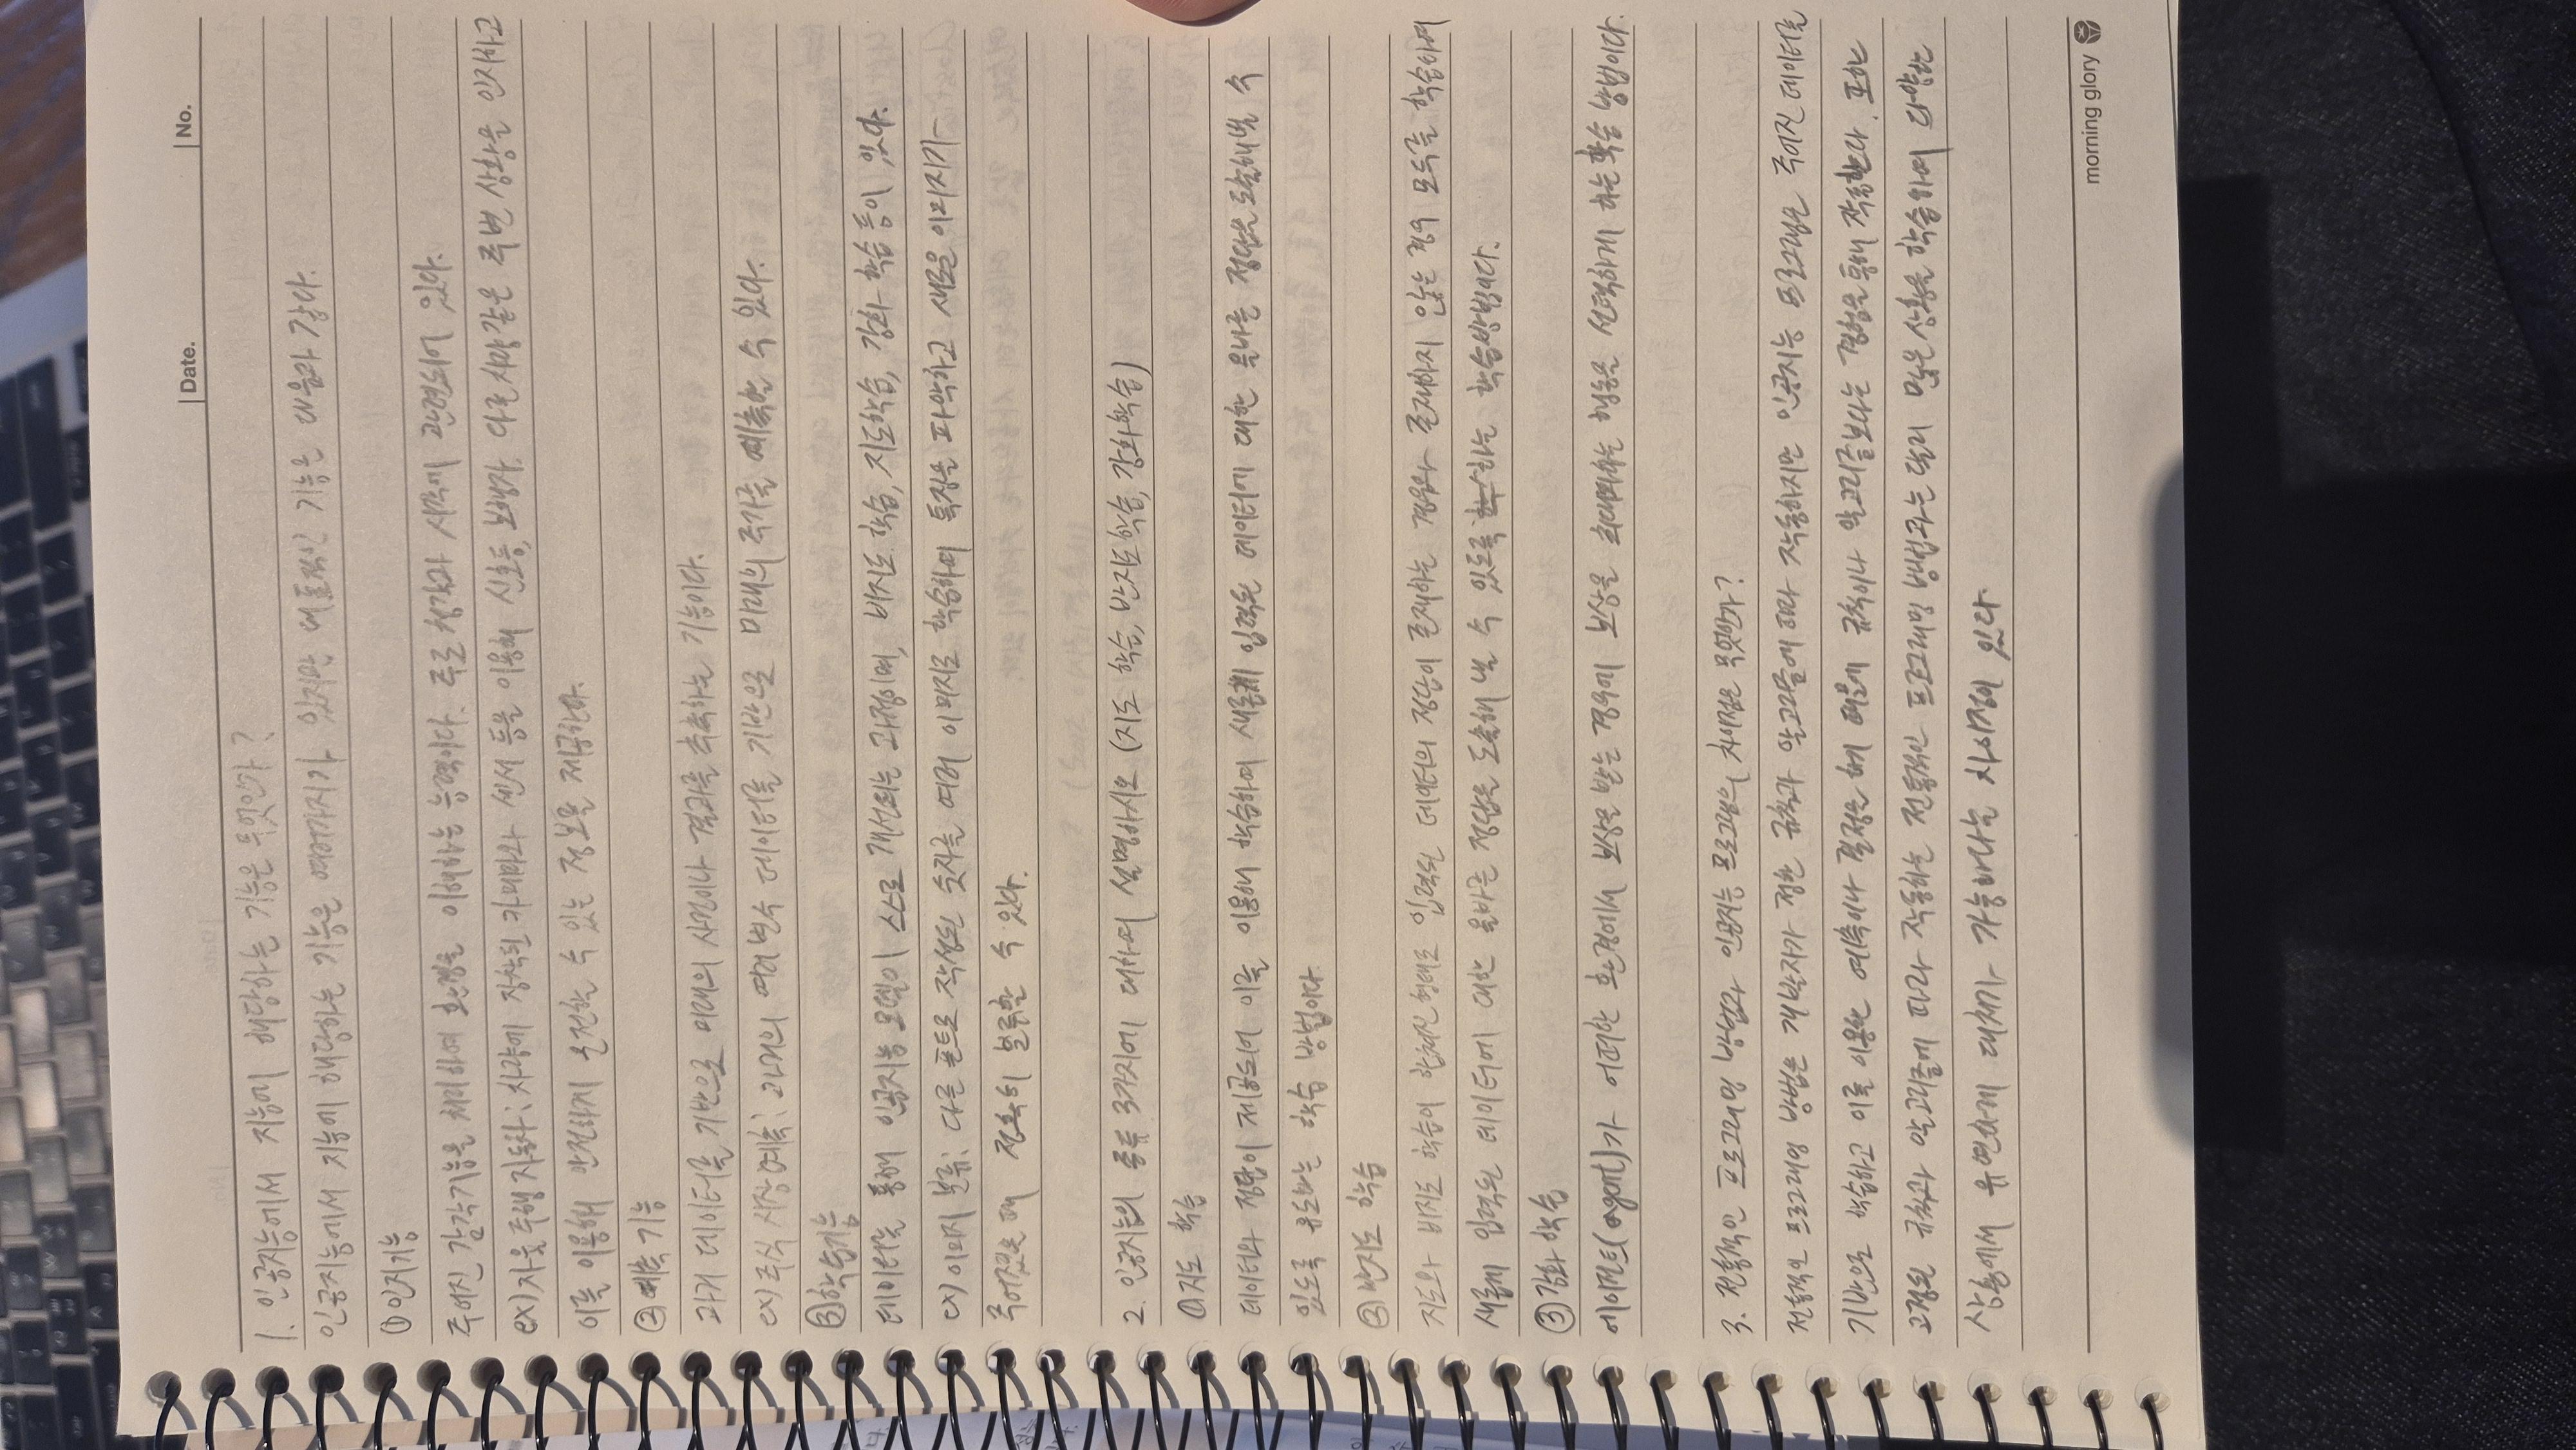 Date. No.
1. 인공지능에서 지능에 해당하는 기능은 무엇인가?
인공지능에서 지능에 해당하는 기능은 여러가지가 있지만 대표적인 기능은 다음과 같다.
① 인지기능
주어진 감각기능을 처리하여 환경을 이해하는 능력이다. 주로 청각과 시각에 관련되어 있다.
ex) 자율 주행 자동차: 차량에 장착된 카메라와 센서 등을 이용해 신호등, 보행자, 다른 차량 같은 주변 상황을 인지하고
이를 이용해 안전하게 운전할 수 있는 정보를 제공한다.
② 예측 기능
과거 데이터를 기반으로 미래의 사건이나 결과를 추측하는 기능이다.
ex) 주식 시장 예측: 과거의 여러 변수 데이터를 기반으로 미래의 주가를 예측할 수 있다.
③ 학습기능
데이터를 통해 인공지능 모델이 스스로 개선되는 과정이며, 비지도 학습, 지도학습, 강화 학습 등이 있다.
ex) 이미지 분류: 다른 폰트로 작성된 숫자를 여러 이미지로 학습하여 특징을 파악하고 새로운 이미지가
주어졌을 때 정확히 분류할 수 있다.
2. 인공지능의 종류 3가지에 대하여 설명하시오 (지도 학습, 반지도학습, 강화학습)
① 지도 학습
데이터와 정답이 제공되어 이를 이용해 학습하여 새롭게 입력된 데이터에 대한 올바른 정답을 도출해낼 수
있도록 유도하는 학습 방법이다.
② 반지도 학습
지도와 비지도 학습이 합쳐진 형태로 입력된 데이터의 정답이 존재하는 경우와 존재하지 않는 경우 모두를 학습하여
새롭게 입력된 데이터에 대한 올바른 정답을 도출해 낼 수 있도록 하는 학습방법이다.
③ 강화 학습
에이전트(agent)가 어떠한 환경에서 보상을 받는 경우에 보상을 최대화하는 행동을 선택하게 하는 학습 방법이다.
3. 전통적인 프로그래밍 방법과 인공지능 프로그램의 차이점은 무엇인가?
전통적인 프로그래밍 방법은 개발자가 정한 규칙과 알고리즘에 따라 작동하지만 인공지능 프로그램은 주어진 데이터를
기반으로 학습하고 이를 이용한 예측이나 결정을 하기 때문에 규칙이나 알고리즘보다는 경험을 통해 작동한다. 또한
고정된 규칙과 알고리즘에 따라 작동하는 전통적인 프로그래밍 방법과는 달리 많은 상황을 학습하여 다양한
상황에서 유연하게 대처가 가능하다는 차이점이 있다.
morning glory